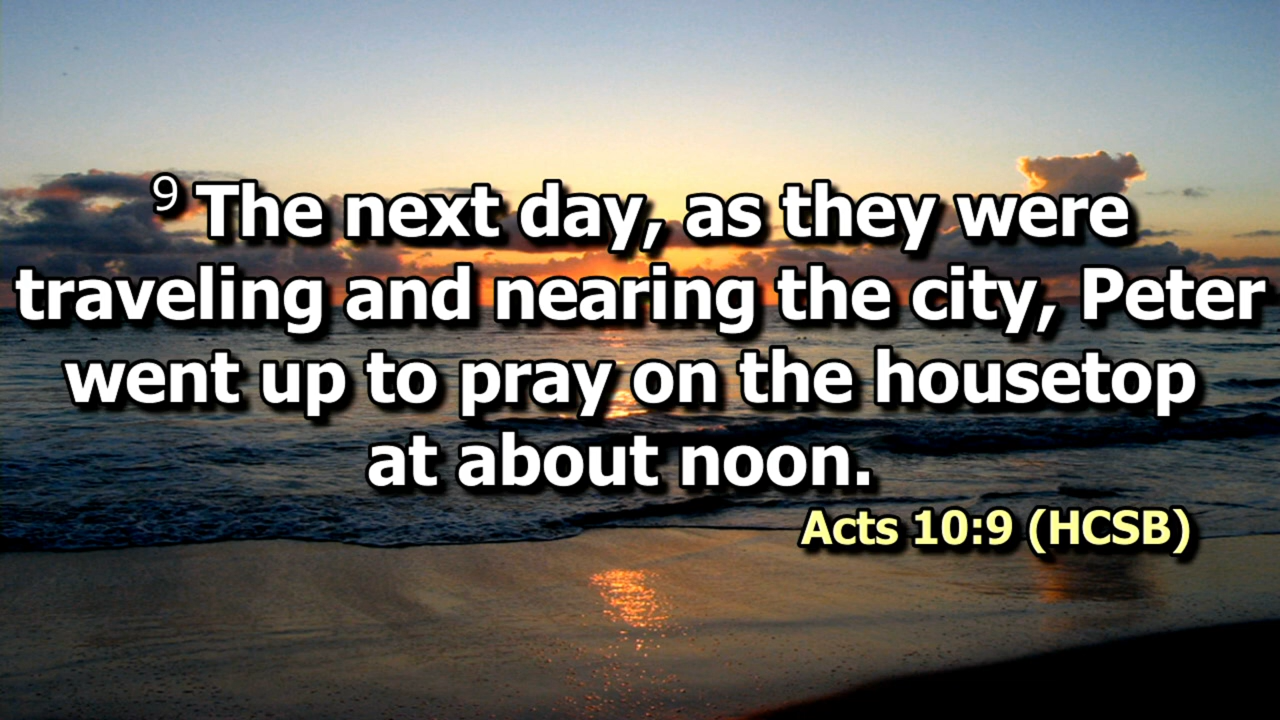 9 The next day, as they were
traveling and nearing the city, Peter
went up to pray on the housetop
at about noon.
Acts 10:9 (HCSB)